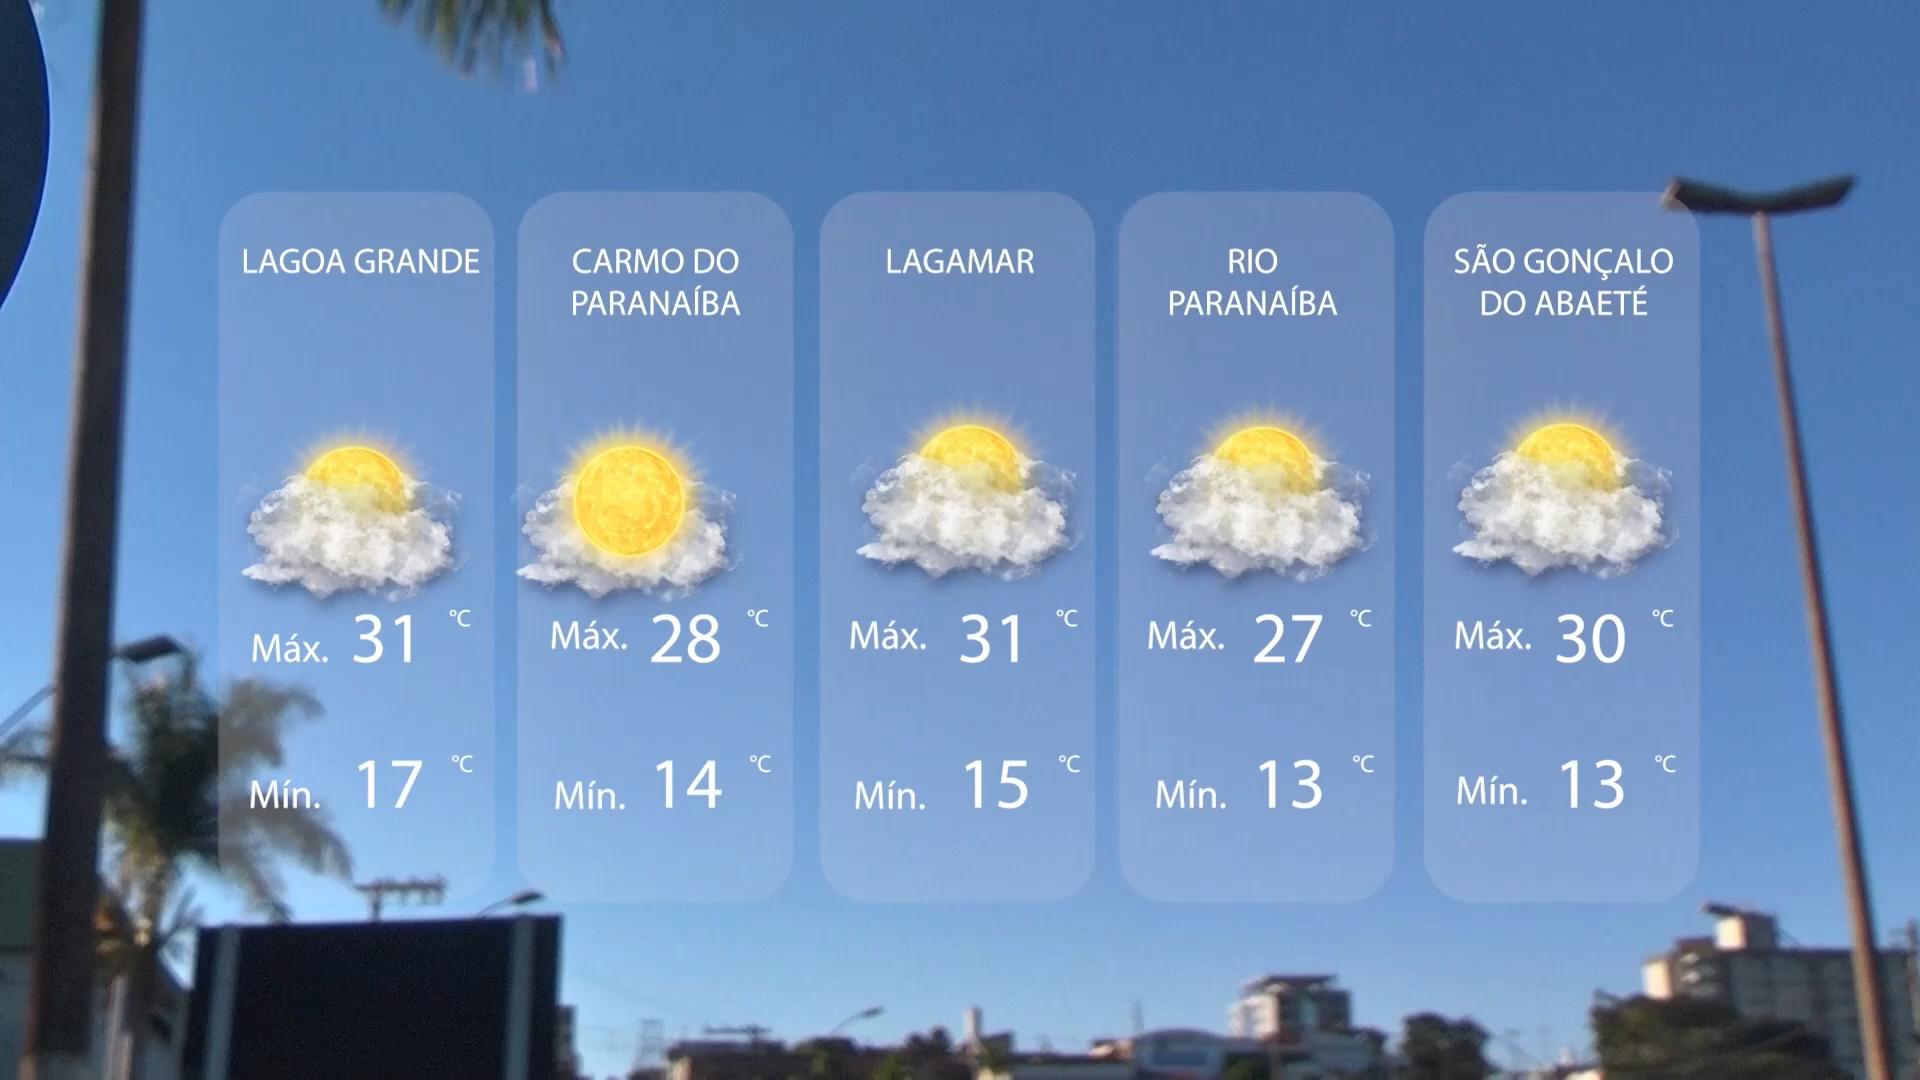 LAGOA GRANDE
Máx. 31 °C
Mín. 17 °C
CARMO DO
PARANAÍBA
Máx. 28 °C
Mín. 14 °C
LAGAMAR
Máx. 31 °C
Mín. 15 °C
RIO
PARANAÍBA
Máx. 27 °C
Mín. 13 °C
SÃO GONÇALO
DO ABAETÉ
Máx. 30 °C
Mín. 13 °C